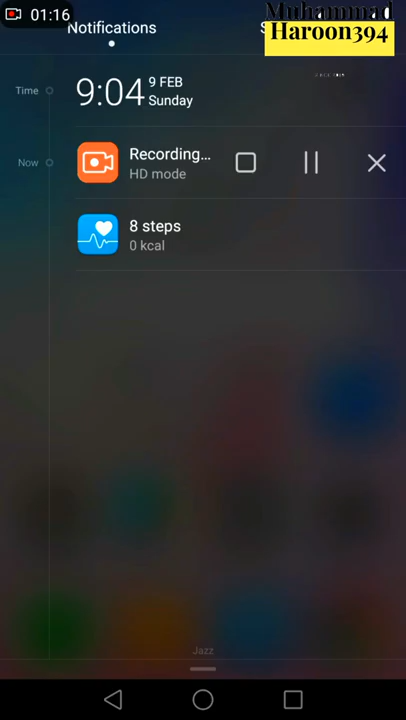 01:16
Notifications
Muhammad
Haroon394
Time
9:04
9 FEB
Sunday
Now
Recording...
HD mode
8 steps
0 kcal
Jazz